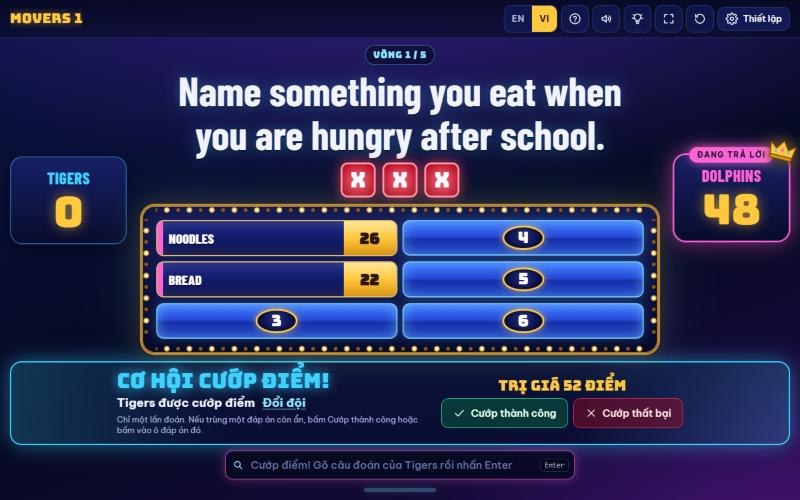 MOVERS 1
EN VI Thiết lập
VÒNG 1 / 5
Name something you eat when
you are hungry after school.
X X X
TIGERS
0
ĐANG TRẢ LỜI
DOLPHINS
48
NOODLES 26
BREAD 22
3
4
5
6
CƠ HỘI CƯỚP ĐIỂM!
Tigers được cướp điểm Đổi đội
Chỉ một lần đoán. Nếu trúng một đáp án còn ẩn, bấm Cướp thành công hoặc
bấm vào ô đáp án đó.
TRỊ GIÁ 52 ĐIỂM
Cướp thành công
Cướp thất bại
Cướp điểm! Gõ câu đoán của Tigers rồi nhấn Enter
Enter